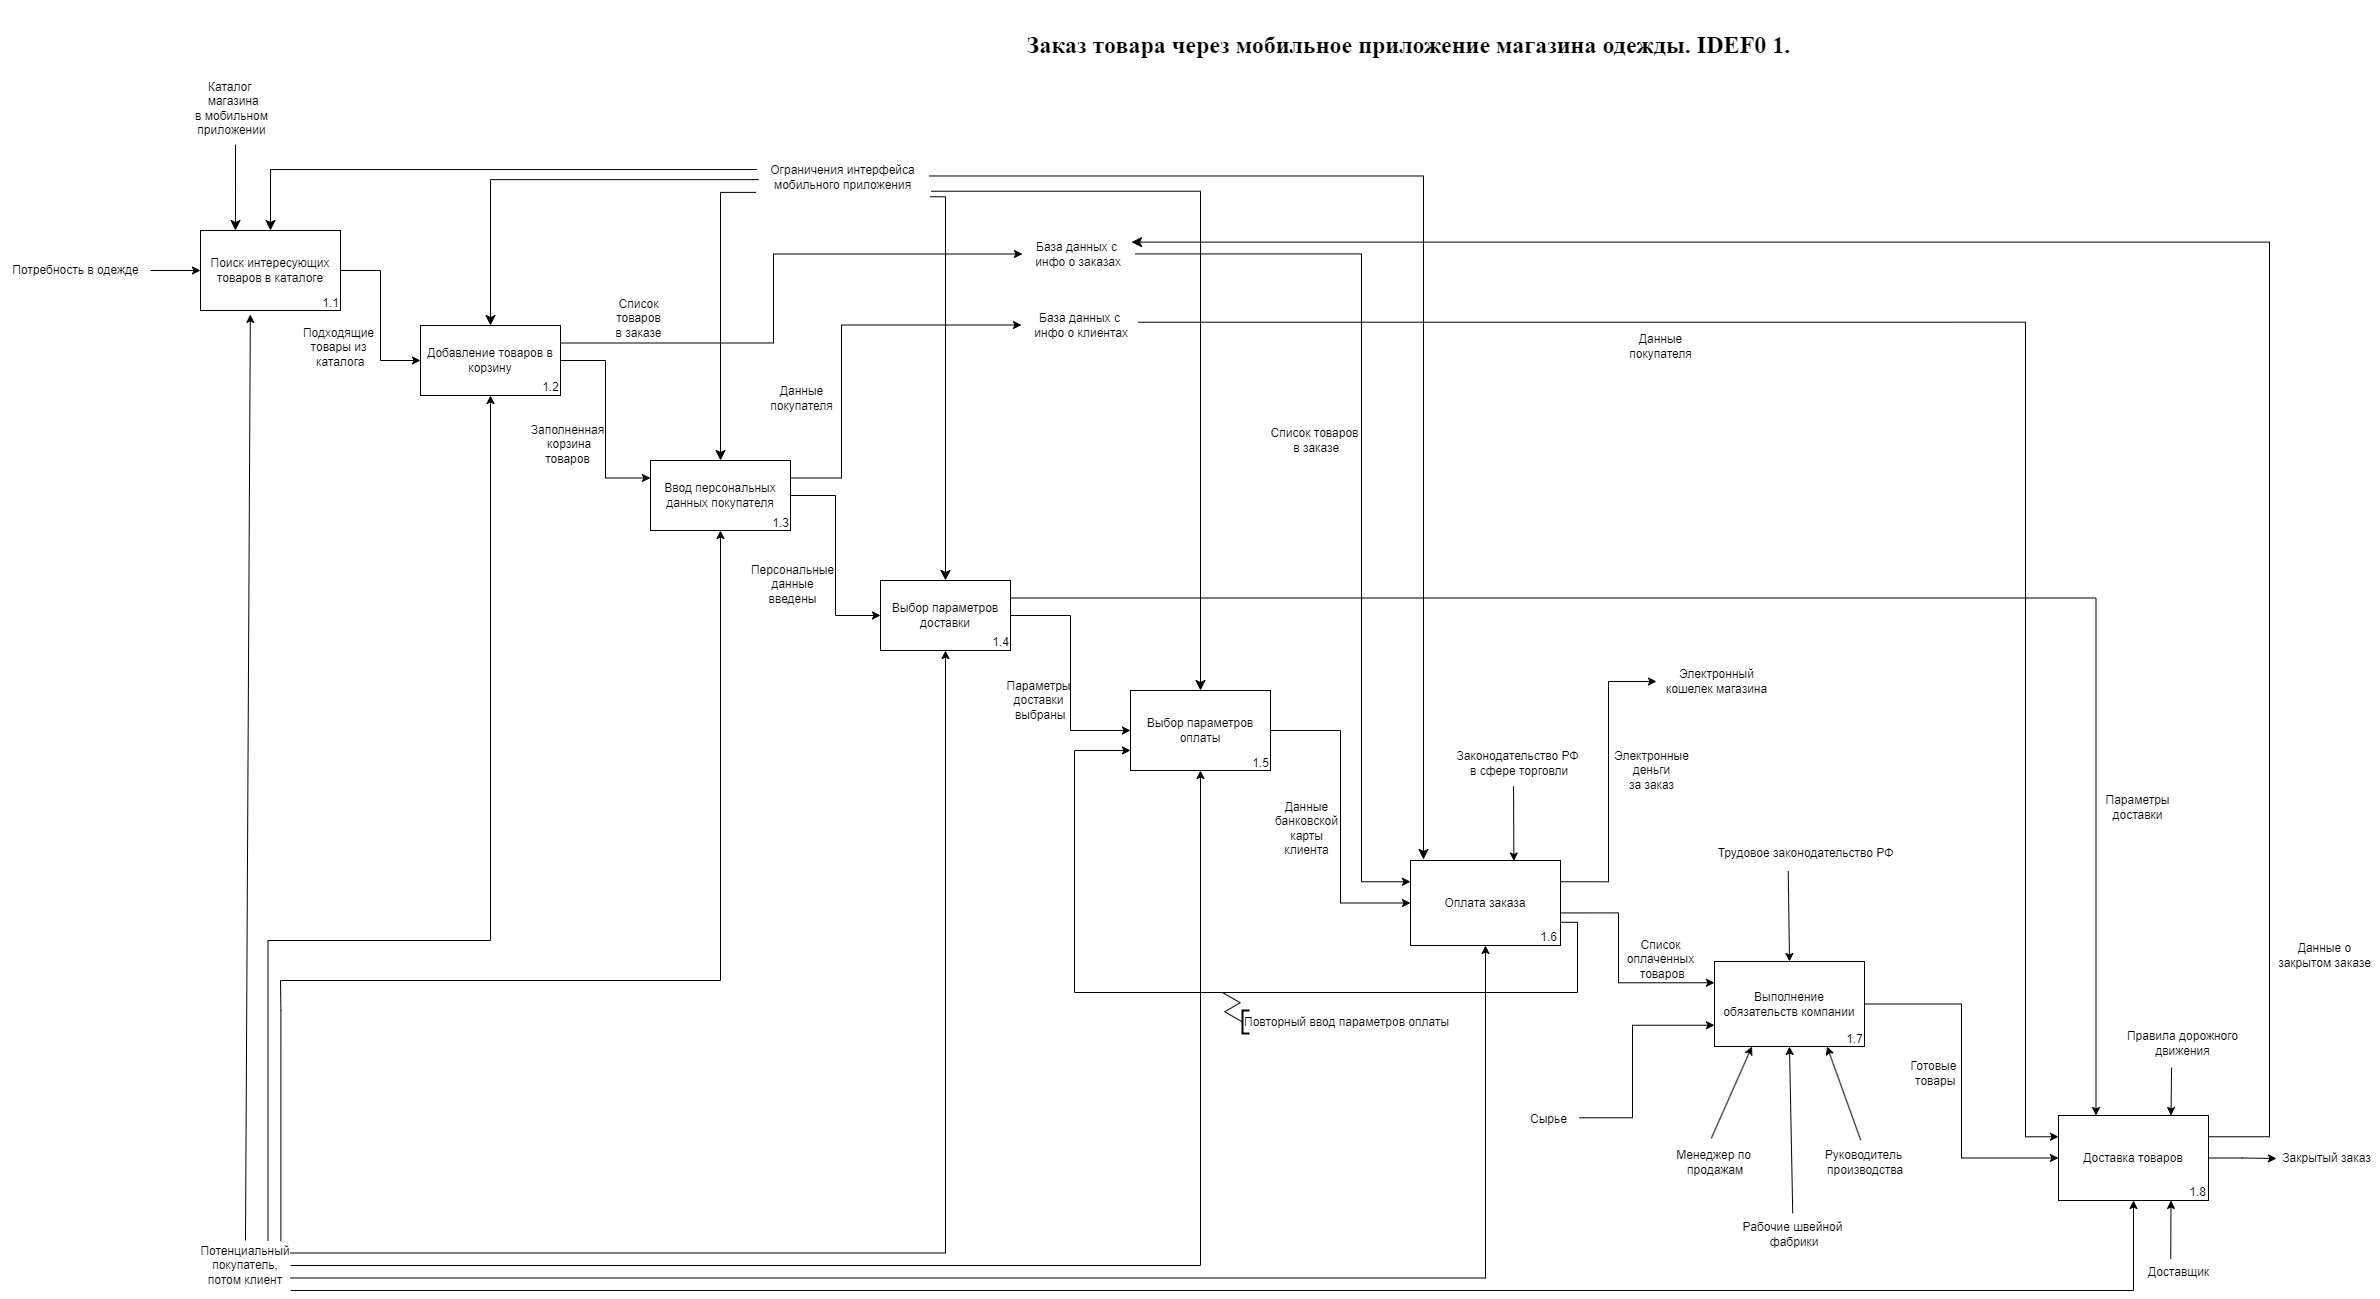 Заказ товара через мобильное приложение магазина одежды. IDEF0 1.
Каталог
магазина
в мобильном
приложении
Ограничения интерфейса
мобильного приложения
Потребность в одежде
Поиск интересующих
товаров в каталоге
1.1
База данных с
инфо о заказах
Подходящие
товары из
каталога
Список
товаров
в заказе
База данных с
инфо о клиентах
Данные
покупателя
Добавление товаров в
корзину
1.2
Данные
покупателя
Заполненная
корзина
товаров
Список товаров
в заказе
Ввод персональных
данных покупателя
1.3
Персональные
данные
введены
Выбор параметров
доставки
1.4
Параметры
доставки
выбраны
Электронный
кошелек магазина
Выбор параметров
оплаты
1.5
Законодательство РФ
в сфере торговли
Электронные
деньги
за заказ
Данные
банковской
карты
клиента
Параметры
доставки
Трудовое законодательство РФ
Оплата заказа
1.6
Список
оплаченных
товаров
Данные о
закрытом заказе
Выполнение
обязательств компании
1.7
Повторный ввод параметров оплаты
Правила дорожного
движения
Готовые
товары
Сырье
Менеджер по
продажам
Руководитель
производства
Доставка товаров
1.8
Закрытый заказ
Рабочие швейной
фабрики
Потенциальный
покупатель,
потом клиент
Доставщик